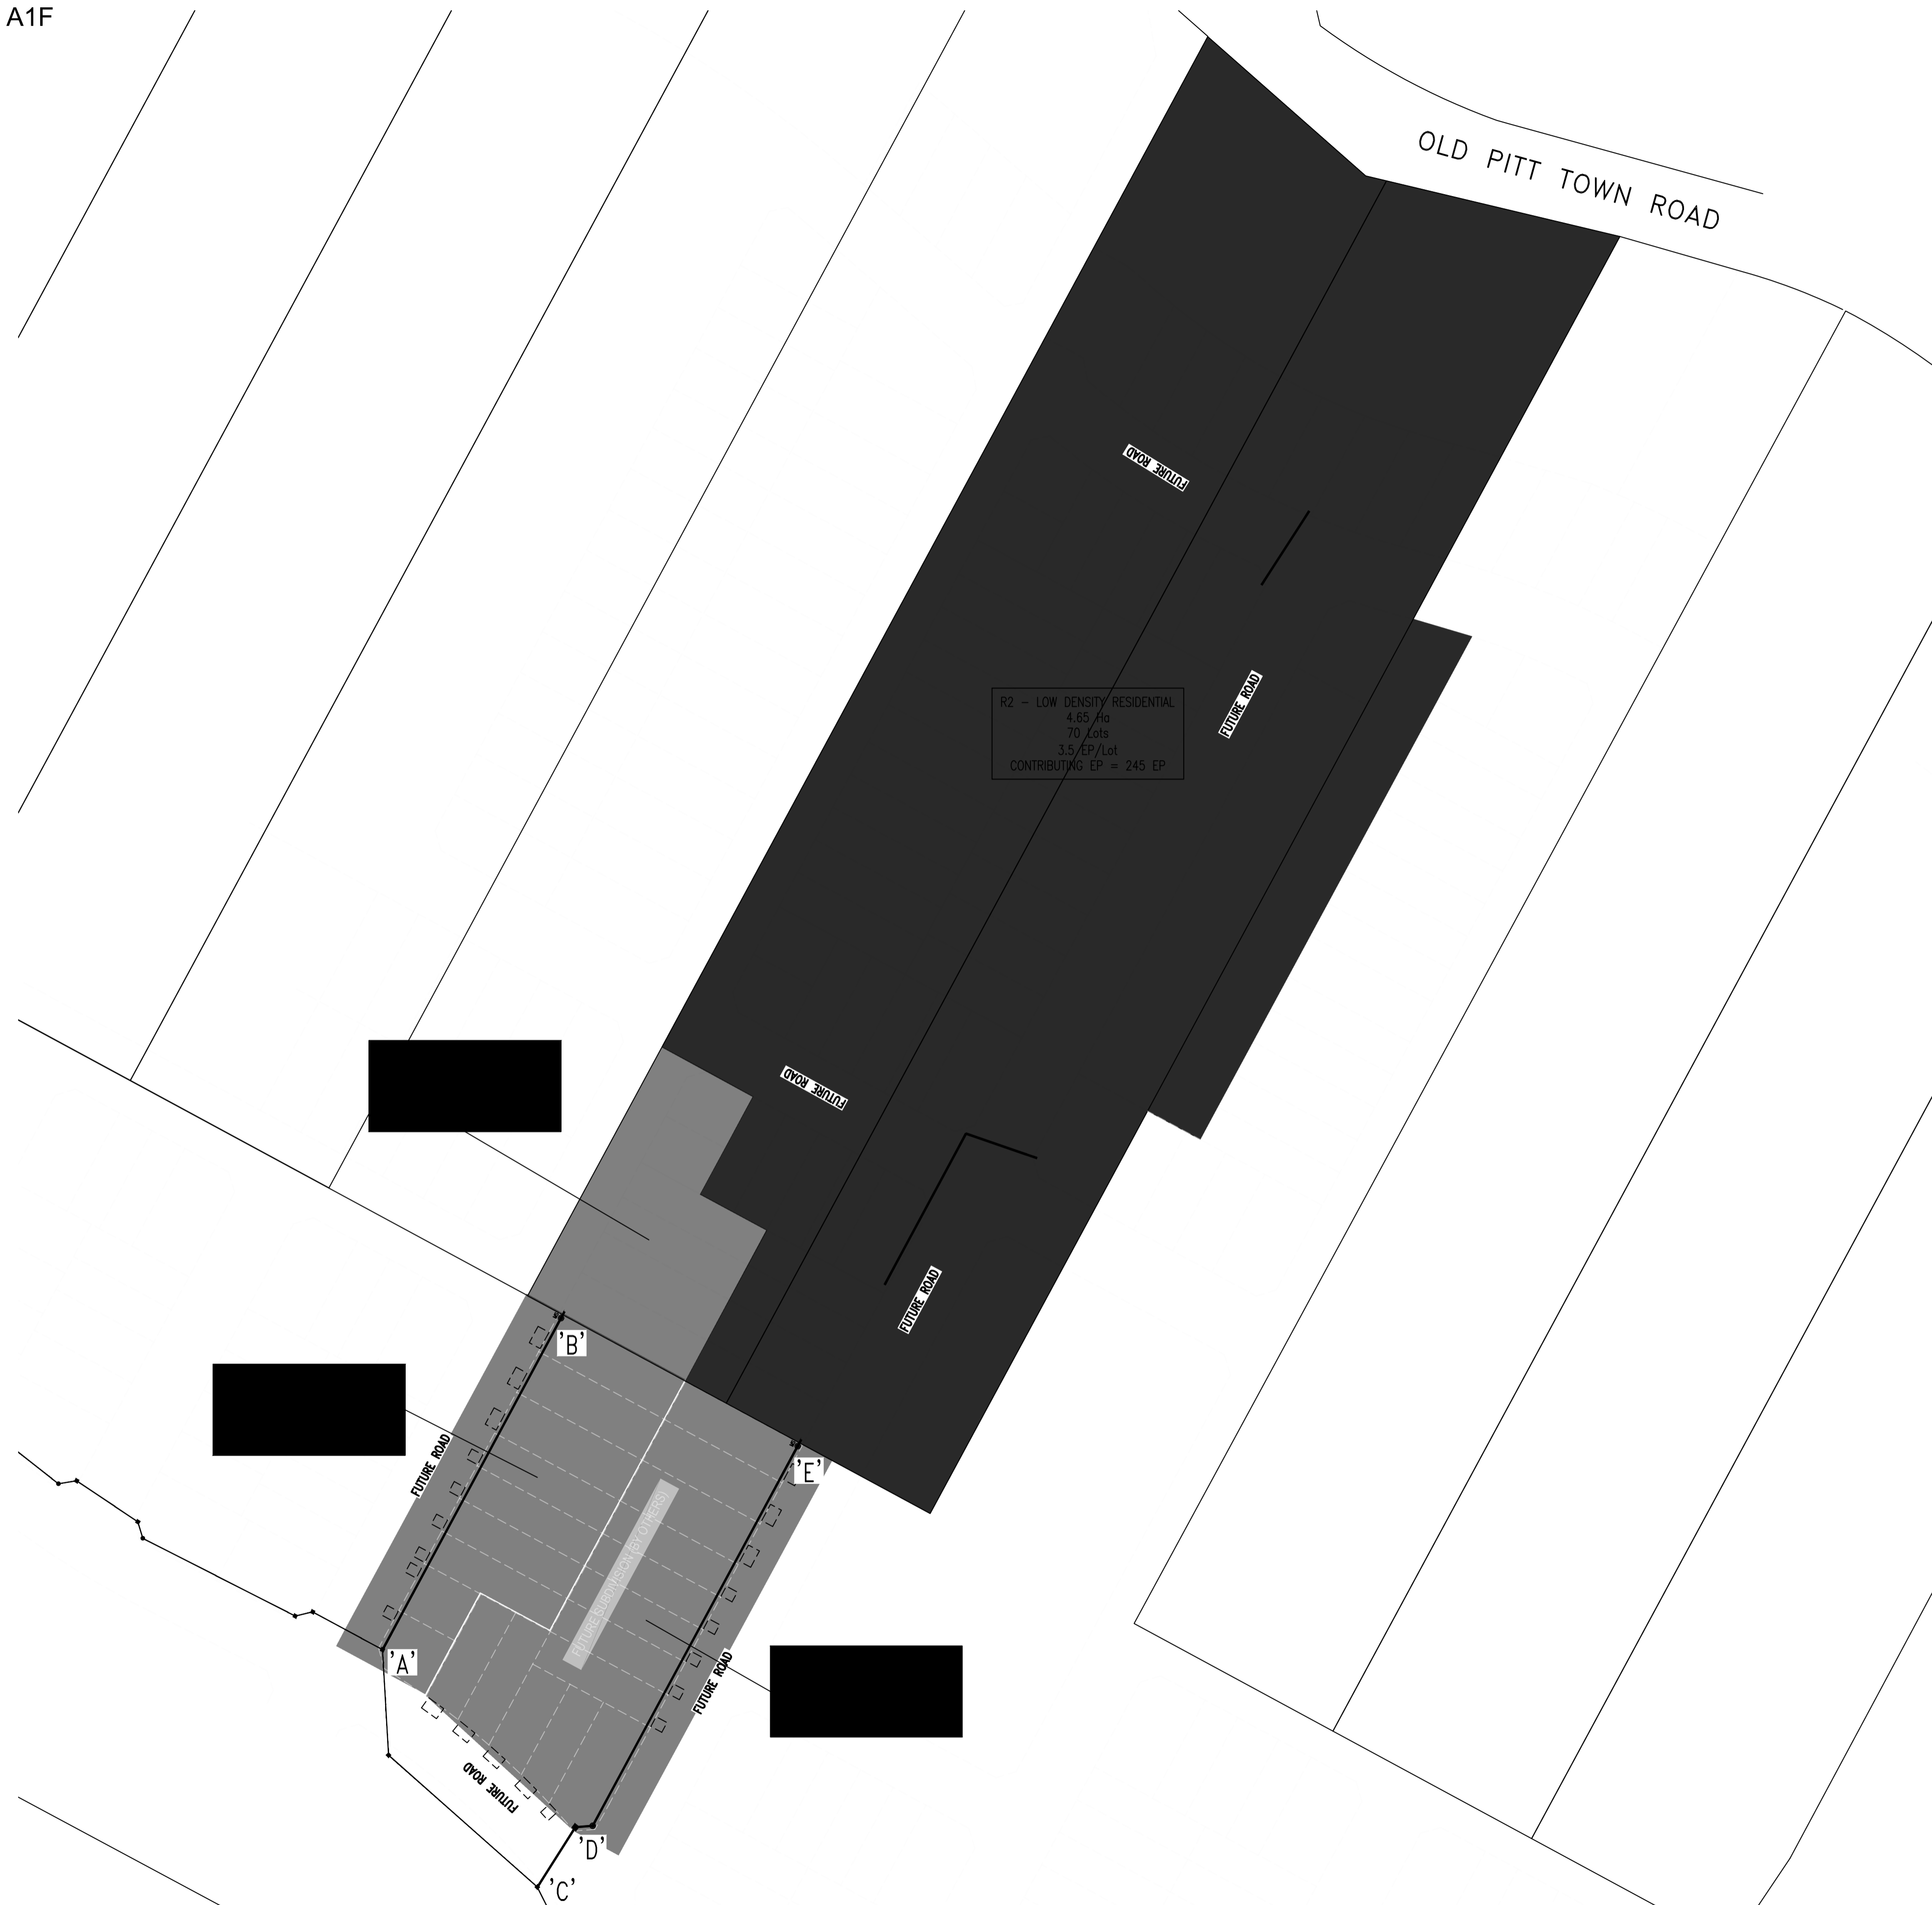 A1F
OLD PITT TOWN ROAD
FUTURE ROAD
FUTURE ROAD
R2 - LOW DENSITY RESIDENTIAL
4.65 Ha
70 Lots
3.5 EP/Lot
CONTRIBUTING EP = 245 EP
FUTURE ROAD
FUTURE ROAD
'B'
'E'
FUTURE ROAD
FUTURE SUBDIVISION (BY OTHERS)
'A'
FUTURE ROAD
FUTURE ROAD
'D'
'C'